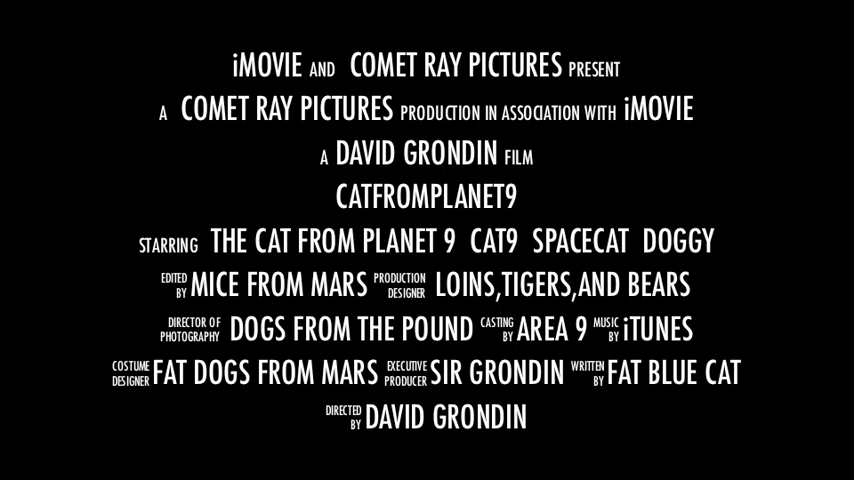 iMOVIE AND COMET RAY PICTURES PRESENT
A COMET RAY PICTURES PRODUCTION IN ASSOCIATION WITH iMOVIE
A DAVID GRONDIN FILM
CATFROMPLANET9
STARRING THE CAT FROM PLANET 9 CAT9 SPACECAT DOGGY
EDITED BY MICE FROM MARS PRODUCTION DESIGNER LOINS,TIGERS,AND BEARS
DIRECTOR OF PHOTOGRAPHY DOGS FROM THE POUND CASTING BY AREA 9 MUSIC BY iTUNES
COSTUME DESIGNER FAT DOGS FROM MARS EXECUTIVE PRODUCER SIR GRONDIN WRITTEN BY FAT BLUE CAT
DIRECTED BY DAVID GRONDIN